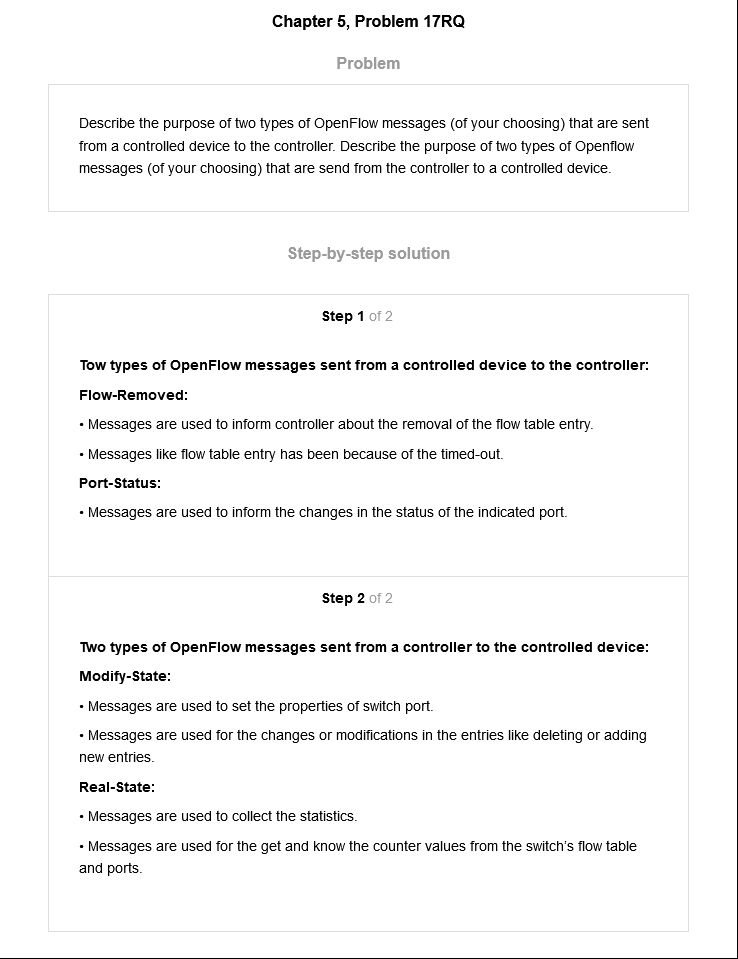 Chapter 5, Problem 17RQ
Problem
Describe the purpose of two types of OpenFlow messages (of your choosing) that are sent
from a controlled device to the controller. Describe the purpose of two types of Openflow
messages (of your choosing) that are send from the controller to a controlled device.
Step-by-step solution
Step 1 of 2
Tow types of OpenFlow messages sent from a controlled device to the controller:
Flow-Removed:
• Messages are used to inform controller about the removal of the flow table entry.
• Messages like flow table entry has been because of the timed-out.
Port-Status:
• Messages are used to inform the changes in the status of the indicated port.
Step 2 of 2
Two types of OpenFlow messages sent from a controller to the controlled device:
Modify-State:
• Messages are used to set the properties of switch port.
• Messages are used for the changes or modifications in the entries like deleting or adding
new entries.
Real-State:
• Messages are used to collect the statistics.
• Messages are used for the get and know the counter values from the switch's flow table
and ports.